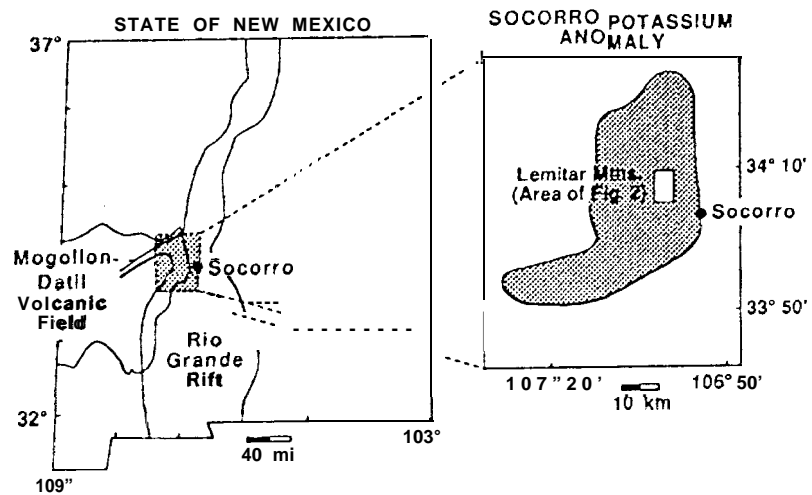 STATE OF NEW MEXICO
37°
Mogollon-
Datil
Volcanic
Field
Socorro
Rio
Grande
Rift
32°
103°
40 mi
109"
SOCORRO POTASSIUM
ANOMALY
34° 10'
Lemitar Mtns.
(Area of Fig. 2)
Socorro
33° 50'
107" 20'
106° 50'
10 km